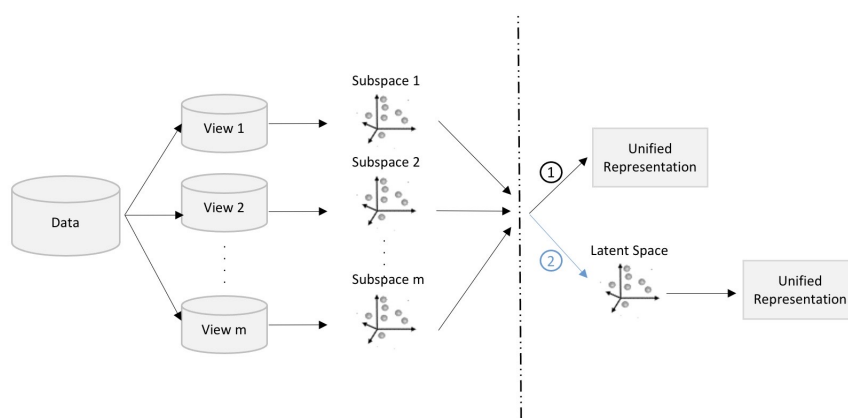 Data
View 1
View 2
View m
Subspace 1
Subspace 2
Subspace m
1
Unified
Representation
2
Latent Space
Unified
Representation